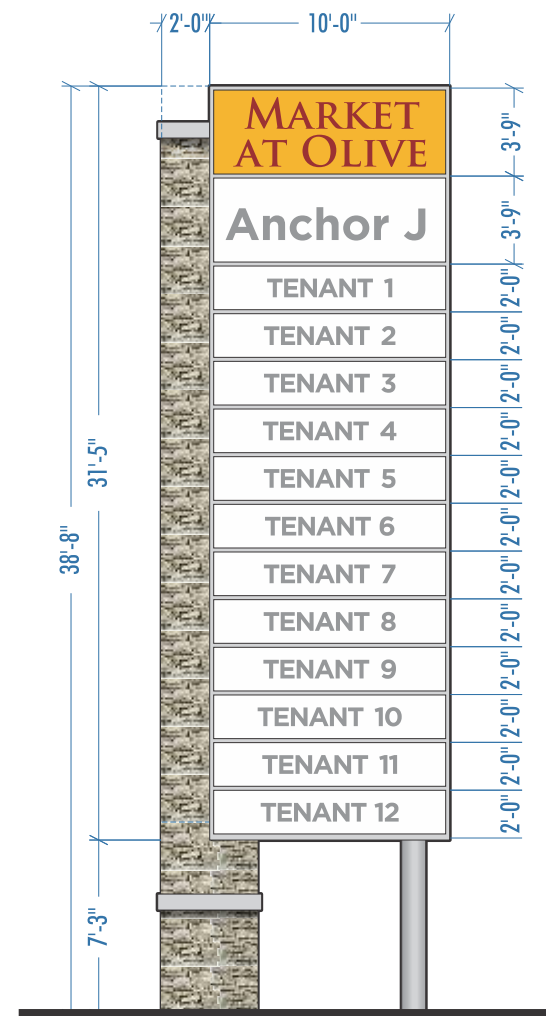 2'-0"
10'-0"
MARKET
AT OLIVE
3'-9"
Anchor J
3'-9"
TENANT 1
2'-0"
TENANT 2
2'-0"
TENANT 3
2'-0"
TENANT 4
2'-0"
TENANT 5
2'-0"
TENANT 6
2'-0"
TENANT 7
2'-0"
TENANT 8
2'-0"
TENANT 9
2'-0"
TENANT 10
2'-0"
TENANT 11
2'-0"
TENANT 12
2'-0"
31'-5"
38'-8"
7'-3"